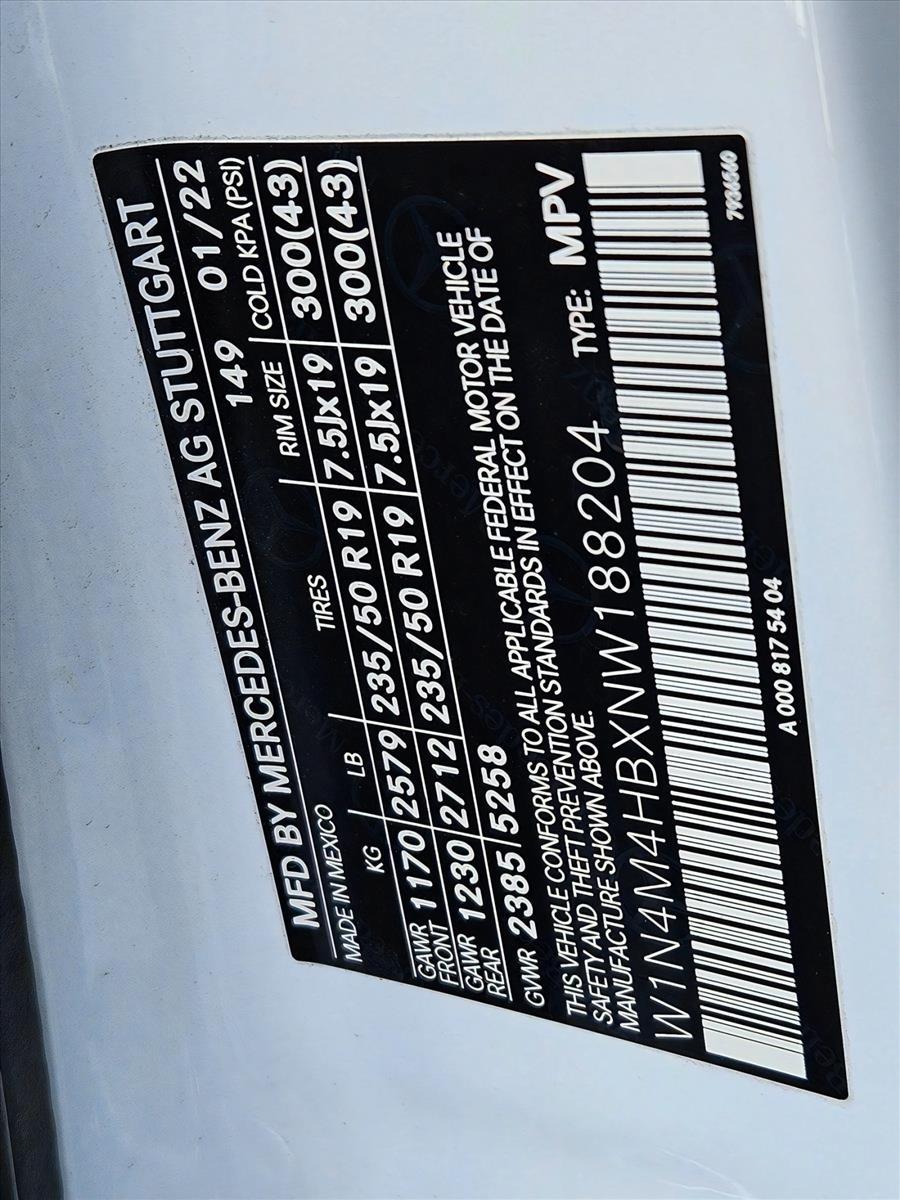 MFD BY MERCEDES-BENZ AG STUTTGART
MADE IN MEXICO 149 01/22
KG LB TIRES RIM SIZE COLD KPA (PSI)
GAWR FRONT 1170 2579 235/50 R19 7.5Jx19 300(43)
GAWR REAR 1230 2712 235/50 R19 7.5Jx19 300(43)
GVWR 2385 5258
THIS VEHICLE CONFORMS TO ALL APPLICABLE FEDERAL MOTOR VEHICLE
SAFETY AND THEFT PREVENTION STANDARDS IN EFFECT ON THE DATE OF
MANUFACTURE SHOWN ABOVE.
W1N4M4HBXNW188204 TYPE: MPV
A 000 817 54 04 7936560